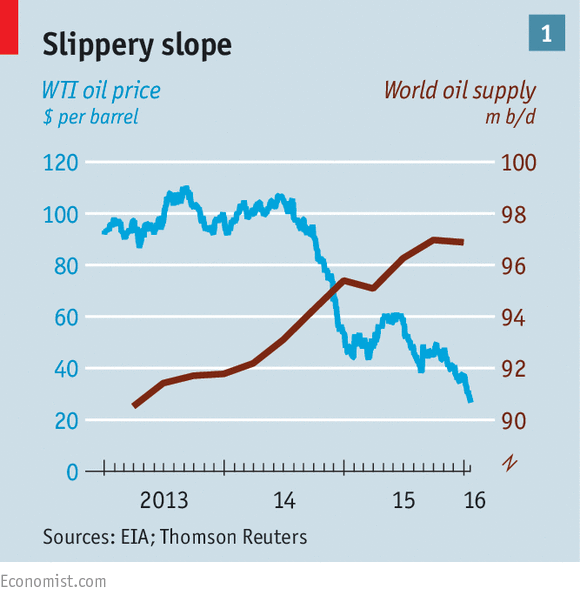 Slippery slope
1
WTI oil price
$ per barrel
World oil supply
m b/d
120
100
80
60
40
20
0
100
98
96
94
92
90
2013
14
15
16
Sources: EIA; Thomson Reuters
Economist.com